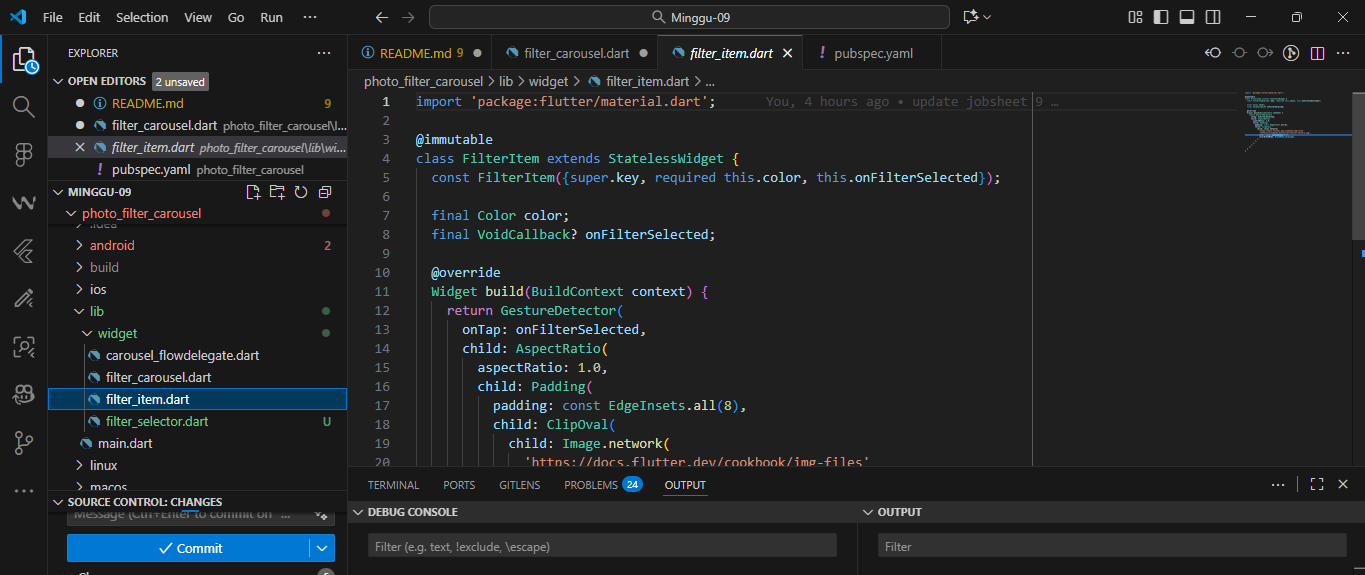 File Edit Selection View Go Run ···
Minggu-09
EXPLORER
OPEN EDITORS 2 unsaved
README.md 9
filter_carousel.dart photo_filter_carousel\l...
filter_item.dart photo_filter_carousel\lib\wi...
pubspec.yaml photo_filter_carousel
MINGGU-09
photo_filter_carousel
.idea
android 2
build
ios
lib
widget
carousel_flowdelegate.dart
filter_carousel.dart
filter_item.dart
filter_selector.dart U
main.dart
linux
macos
SOURCE CONTROL: CHANGES
Message (Ctrl+Enter to commit on ...
Commit
README.md 9
filter_carousel.dart
filter_item.dart
pubspec.yaml
photo_filter_carousel > lib > widget > filter_item.dart > ...
1 import 'package:flutter/material.dart'; You, 4 hours ago • update jobsheet 9 …
2
3 @immutable
4 class FilterItem extends StatelessWidget {
5 const FilterItem({super.key, required this.color, this.onFilterSelected});
6
7 final Color color;
8 final VoidCallback? onFilterSelected;
9
10 @override
11 Widget build(BuildContext context) {
12 return GestureDetector(
13 onTap: onFilterSelected,
14 child: AspectRatio(
15 aspectRatio: 1.0,
16 child: Padding(
17 padding: const EdgeInsets.all(8),
18 child: ClipOval(
19 child: Image.network(
20 'https://docs.flutter.dev/cookbook/img-files'
TERMINAL PORTS GITLENS PROBLEMS 24 OUTPUT
DEBUG CONSOLE
Filter (e.g. text, !exclude, \escape)
OUTPUT
Filter